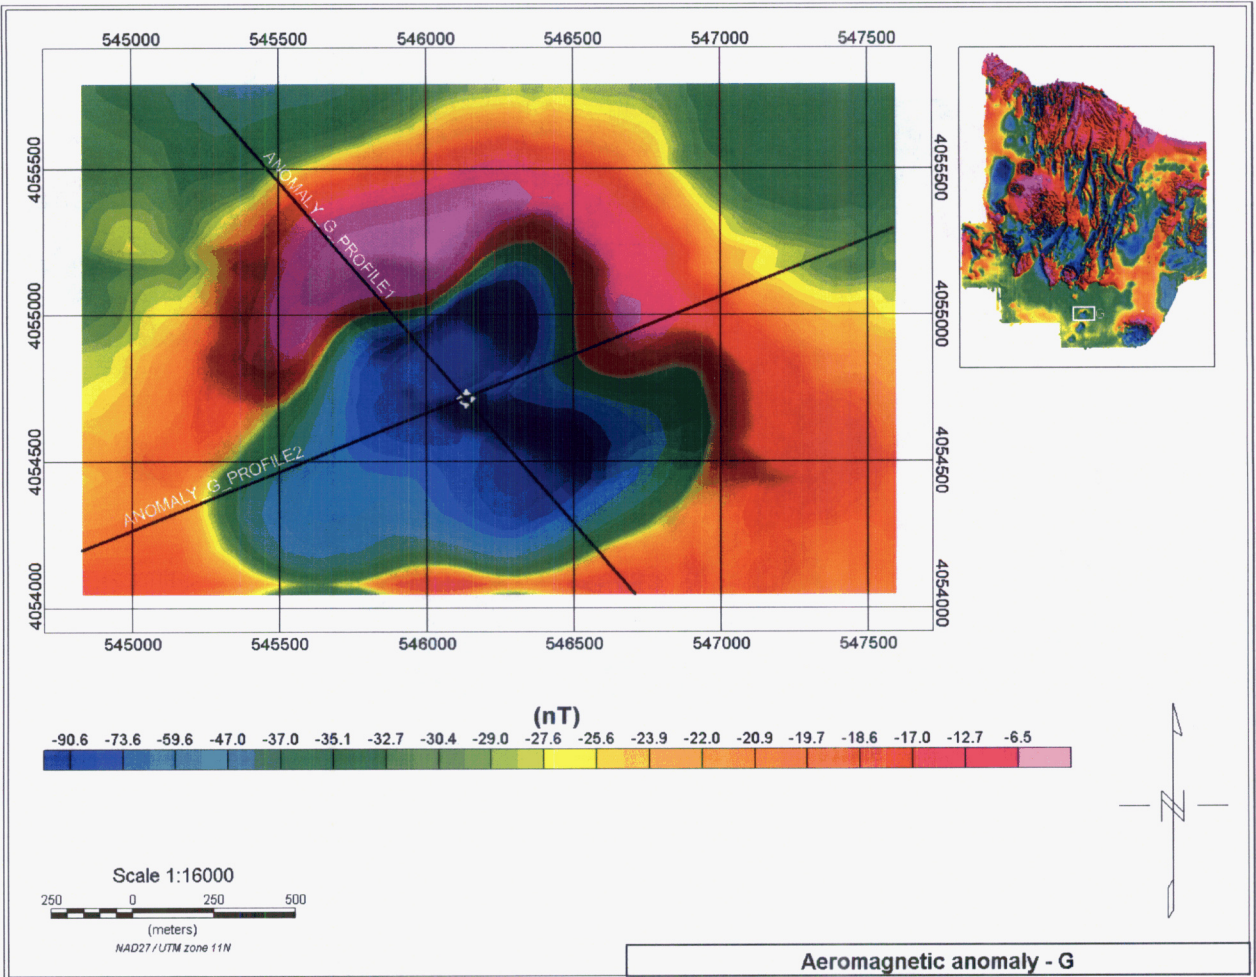 545000 545500 546000 546500 547000 547500
4055500 4055500
ANOMALY_G_PROFILE1
4055000 4055000
G
ANOMALY_G_PROFILE2
4054500 4054500
4054000 4054000
545000 545500 546000 546500 547000 547500
(nT)
-90.6 -73.6 -59.6 -47.0 -37.0 -35.1 -32.7 -30.4 -29.0 -27.6 -25.6 -23.9 -22.0 -20.9 -19.7 -18.6 -17.0 -12.7 -6.5
N
Scale 1:16000
250 0 250 500
(meters)
NAD27 / UTM zone 11N
Aeromagnetic anomaly - G